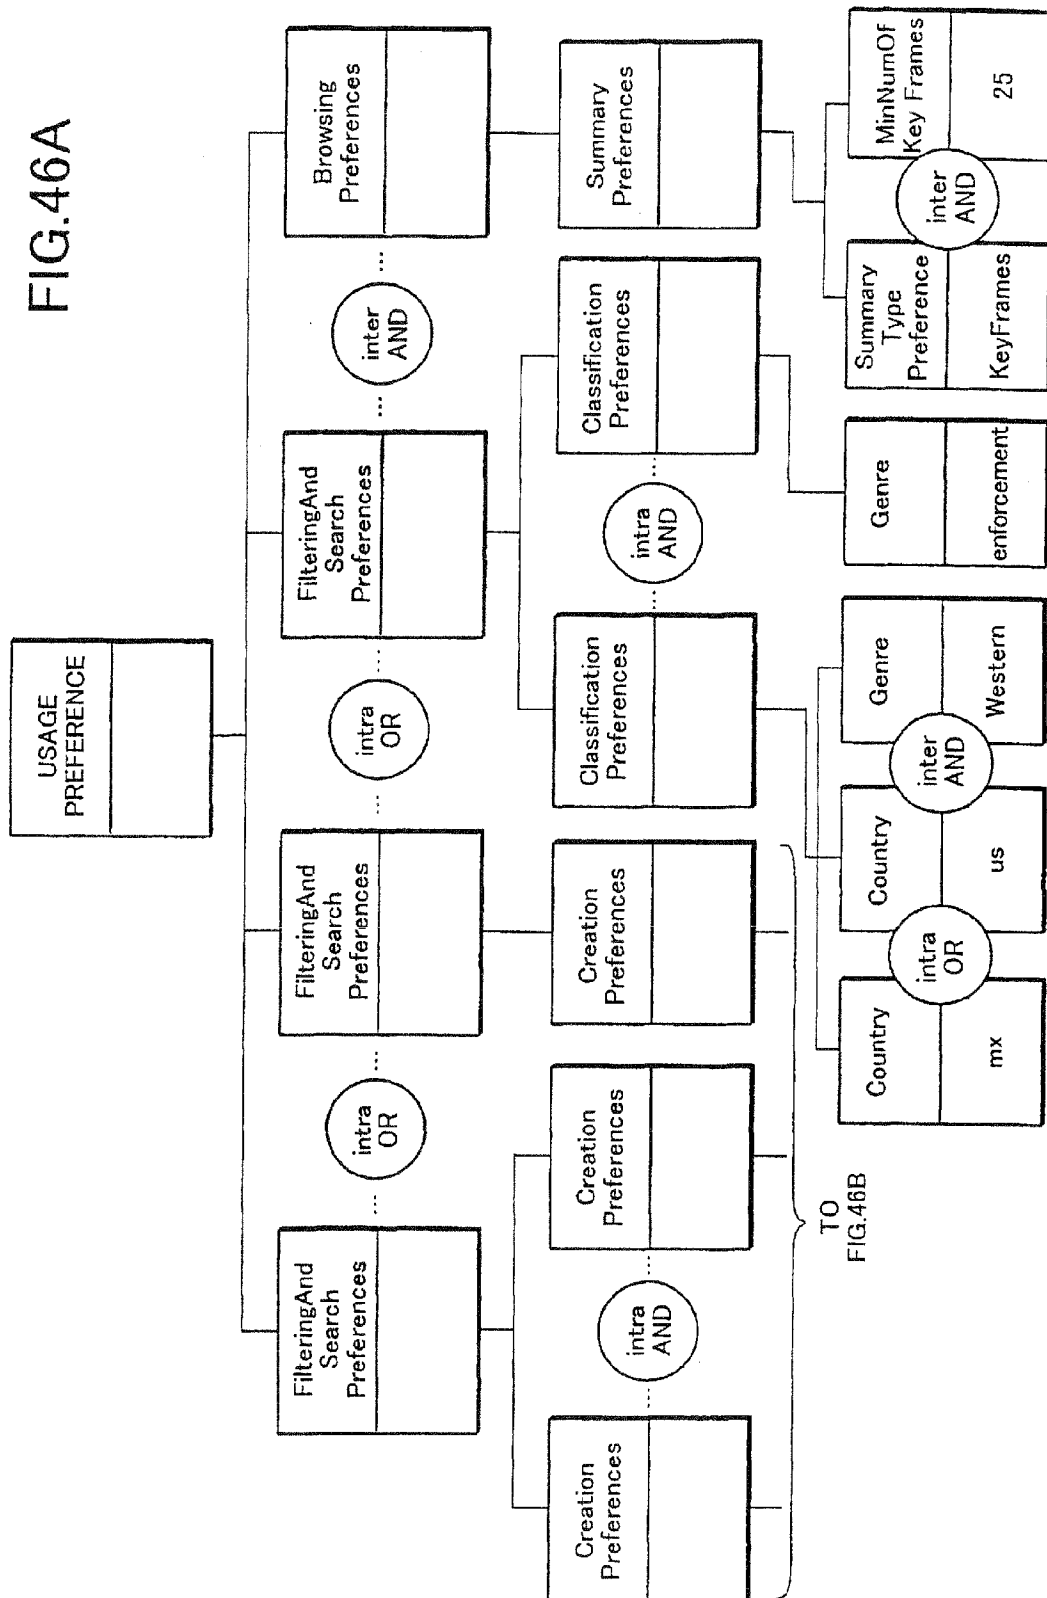 FIG.46A
USAGE
PREFERENCE
FilteringAnd
Search
Preferences
intra
OR
FilteringAnd
Search
Preferences
intra
OR
FilteringAnd
Search
Preferences
inter
AND
Browsing
Preferences
Creation
Preferences
intra
AND
Creation
Preferences
Creation
Preferences
Classification
Preferences
intra
AND
Classification
Preferences
Summary
Preferences
TO
FIG.46B
Country
mx
intra
OR
Country
us
inter
AND
Genre
Western
Genre
enforcement
Summary
Type
Preference
KeyFrames
inter
AND
MinNumOf
Key Frames
25